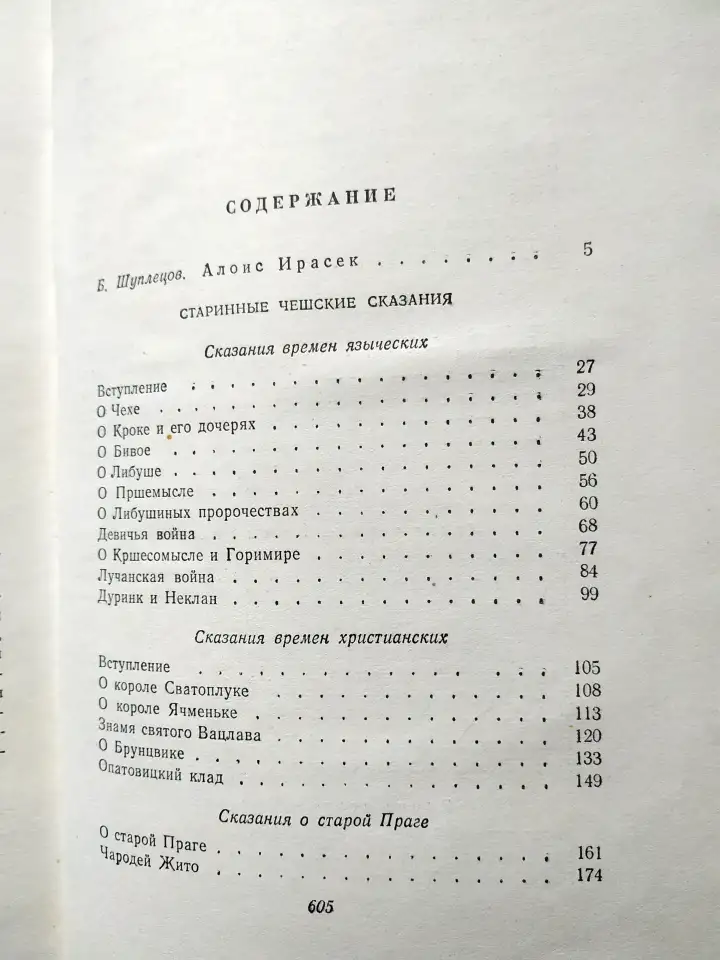 СОДЕРЖАНИЕ
Б. Шуплецов. Алоис Ирасек . . . . . . . . 5
СТАРИННЫЕ ЧЕШСКИЕ СКАЗАНИЯ
Сказания времен языческих
Вступление . . . . . . . . . . . . . . . . 27
О Чехе . . . . . . . . . . . . . . . . . . 29
О Кроке и его дочерях . . . . . . . . . . . 38
О Бивое . . . . . . . . . . . . . . . . . . 43
О Либуше . . . . . . . . . . . . . . . . . 50
О Пршемысле . . . . . . . . . . . . . . . 56
О Либушиных пророчествах . . . . . . . . . 60
Девичья война . . . . . . . . . . . . . . . 68
О Кршесомысле и Горимире . . . . . . . . . 77
Лучанская война . . . . . . . . . . . . . . 84
Дуринк и Неклан . . . . . . . . . . . . . . 99
Сказания времен христианских
Вступление . . . . . . . . . . . . . . . . 105
О короле Сватоплуке . . . . . . . . . . . . 108
О короле Ячменьке . . . . . . . . . . . . . 113
Знамя святого Вацлава . . . . . . . . . . . 120
О Брунцвике . . . . . . . . . . . . . . . . 133
Опатовицкий клад . . . . . . . . . . . . . 149
Сказания о старой Праге
О старой Праге . . . . . . . . . . . . . . 161
Чародей Жито . . . . . . . . . . . . . . . 174
605